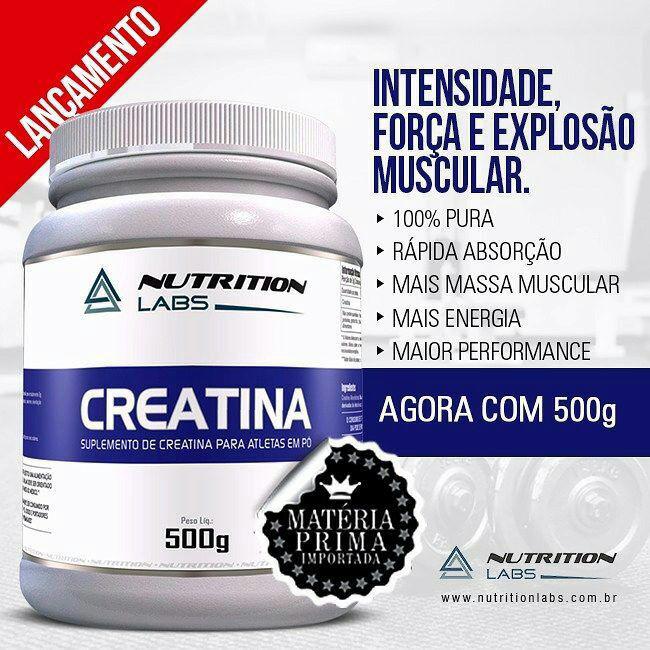 LANÇAMENTO
INTENSIDADE,
FORÇA E EXPLOSÃO
MUSCULAR.
100% PURA
RÁPIDA ABSORÇÃO
MAIS MASSA MUSCULAR
MAIS ENERGIA
MAIOR PERFORMANCE
AGORA COM 500g
NUTRITION
LABS
CREATINA
SUPLEMENTO DE CREATINA PARA ATLETAS EM PÓ
Peso Líq.:
500g
MATÉRIA
PRIMA
IMPORTADA
NUTRITION
LABS
www.nutritionlabs.com.br